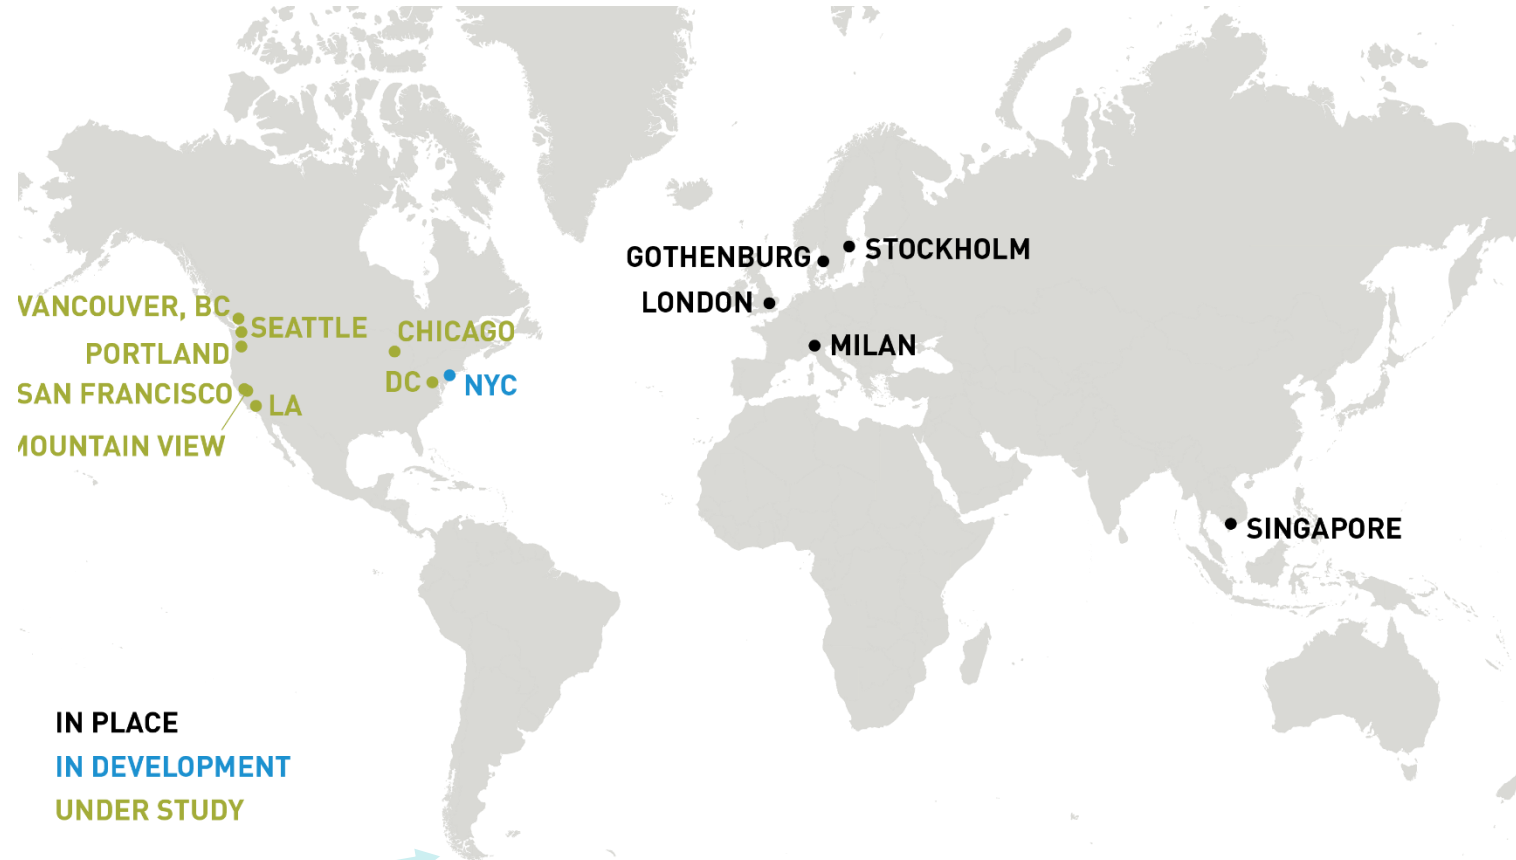 GOTHENBURG
STOCKHOLM
LONDON
MILAN
VANCOUVER, BC
SEATTLE
CHICAGO
PORTLAND
DC
NYC
SAN FRANCISCO
LA
MOUNTAIN VIEW
SINGAPORE
IN PLACE
IN DEVELOPMENT
UNDER STUDY